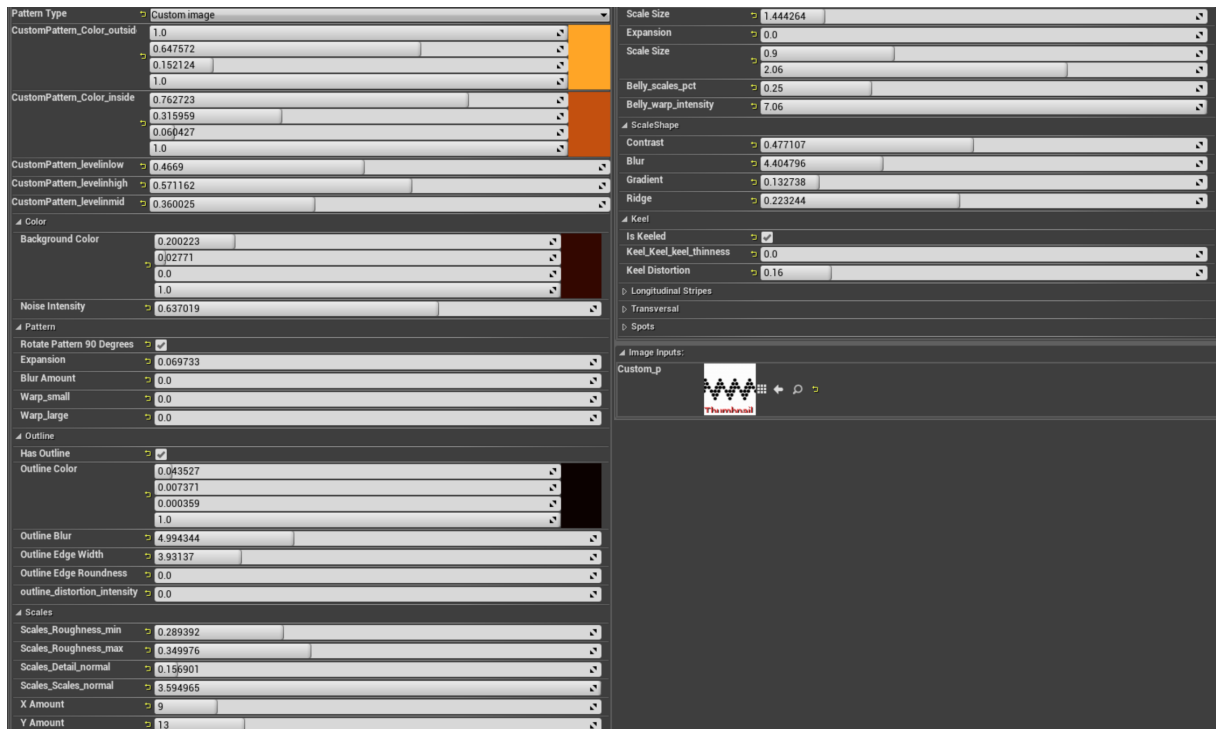 Pattern Type Custom image
CustomPattern_Color_outsid 1.0
0.647572
0.152124
1.0
CustomPattern_Color_inside 0.762723
0.315959
0.060427
1.0
CustomPattern_levelinlow 0.4669
CustomPattern_levelinhigh 0.571162
CustomPattern_levelinmid 0.360025
Color
Background Color 0.200223
0.02771
0.0
1.0
Noise Intensity 0.637019
Pattern
Rotate Pattern 90 Degrees
Expansion 0.069733
Blur Amount 0.0
Warp_small 0.0
Warp_large 0.0
Outline
Has Outline
Outline Color 0.043527
0.007371
0.000359
1.0
Outline Blur 4.994344
Outline Edge Width 3.93137
Outline Edge Roundness 0.0
outline_distortion_intensity 0.0
Scales
Scales_Roughness_min 0.289392
Scales_Roughness_max 0.349976
Scales_Detail_normal 0.156901
Scales_Scales_normal 3.594965
X Amount 9
Y Amount 13
Scale Size 1.444264
Expansion 0.0
Scale Size 0.9
2.06
Belly_scales_pct 0.25
Belly_warp_intensity 7.06
ScaleShape
Contrast 0.477107
Blur 4.404796
Gradient 0.132738
Ridge 0.223244
Keel
Is Keeled
Keel_Keel_keel_thinness 0.0
Keel Distortion 0.16
Longitudinal Stripes
Transversal
Spots
Image Inputs:
Custom_p
Thumbnail